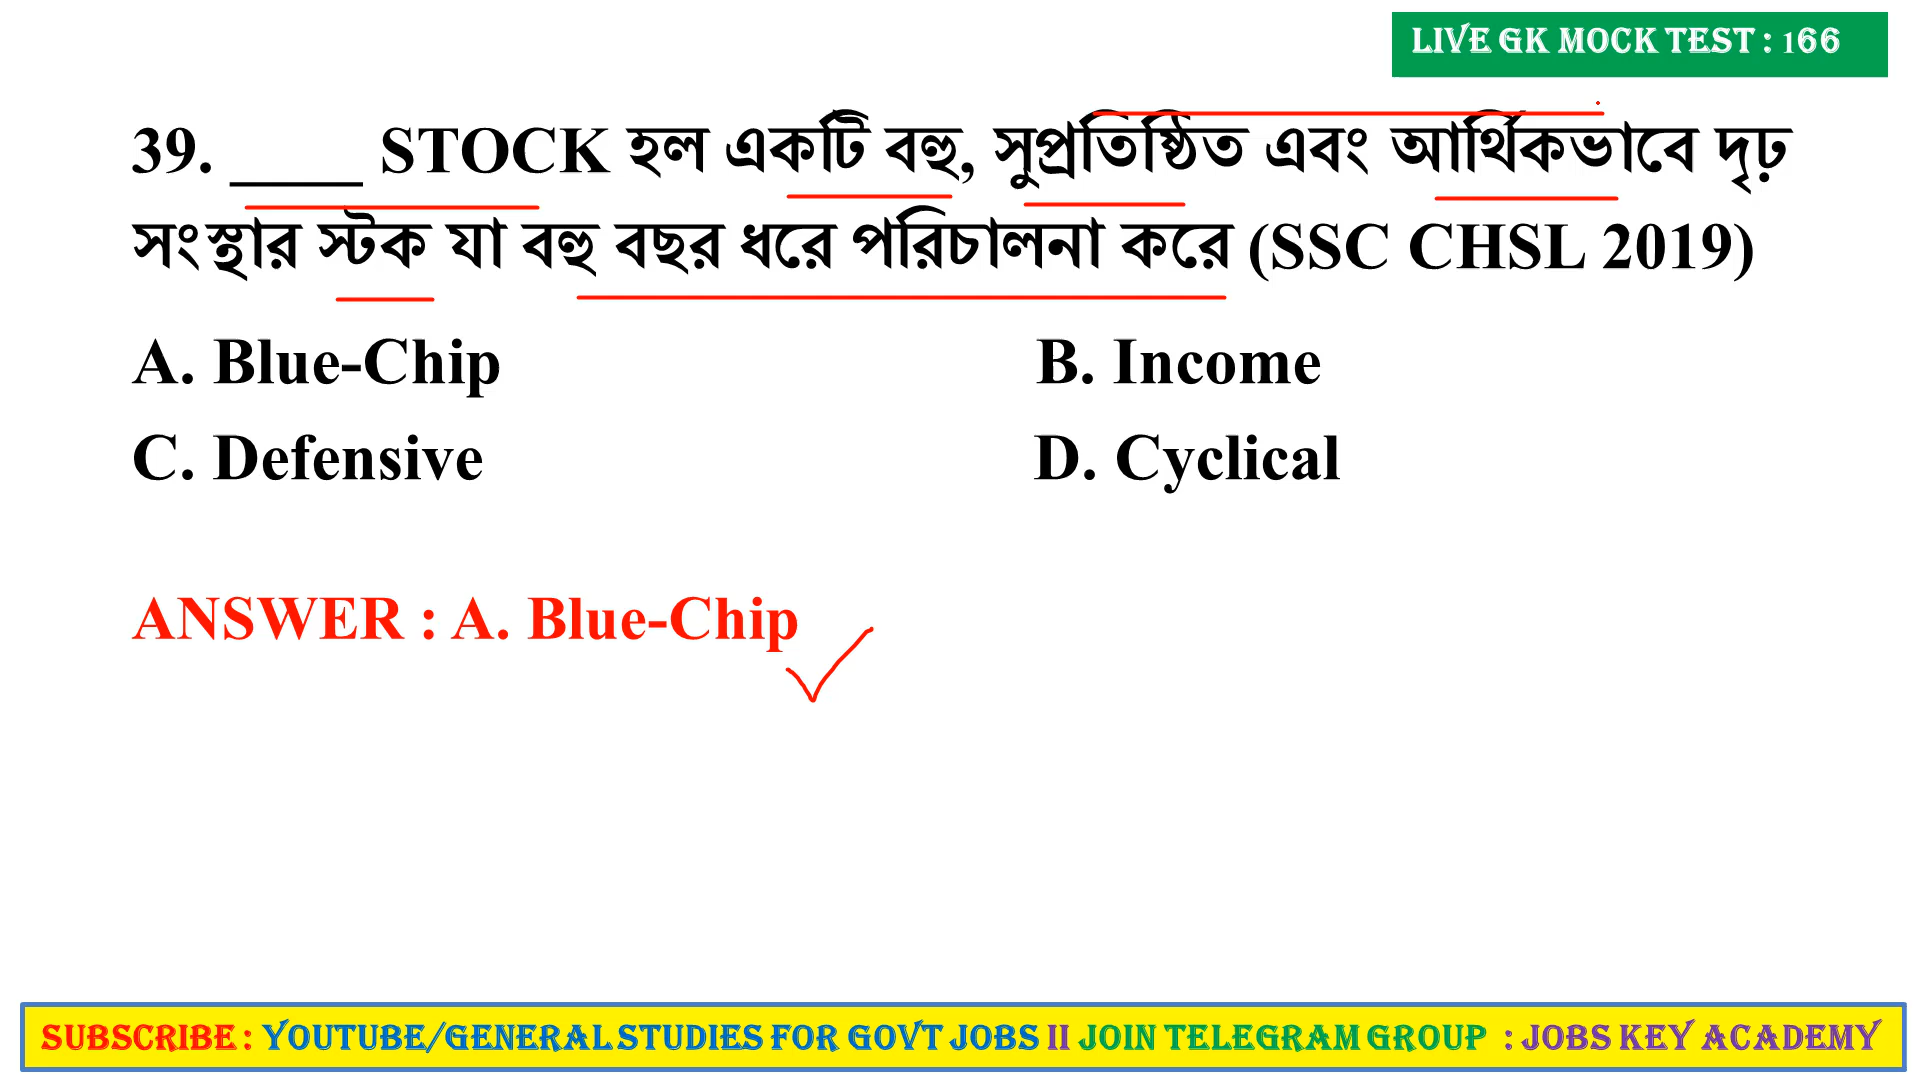 LIVE GK MOCK TEST : 166
39. ____ STOCK হল একটি বহু, সুপ্রতিষ্ঠিত এবং আর্থিকভাবে দৃঢ়
সংস্থার স্টক যা বহু বছর ধরে পরিচালনা করে (SSC CHSL 2019)
A. Blue-Chip B. Income
C. Defensive D. Cyclical
ANSWER : A. Blue-Chip
SUBSCRIBE : YOUTUBE/GENERAL STUDIES FOR GOVT JOBS II JOIN TELEGRAM GROUP : JOBS KEY ACADEMY